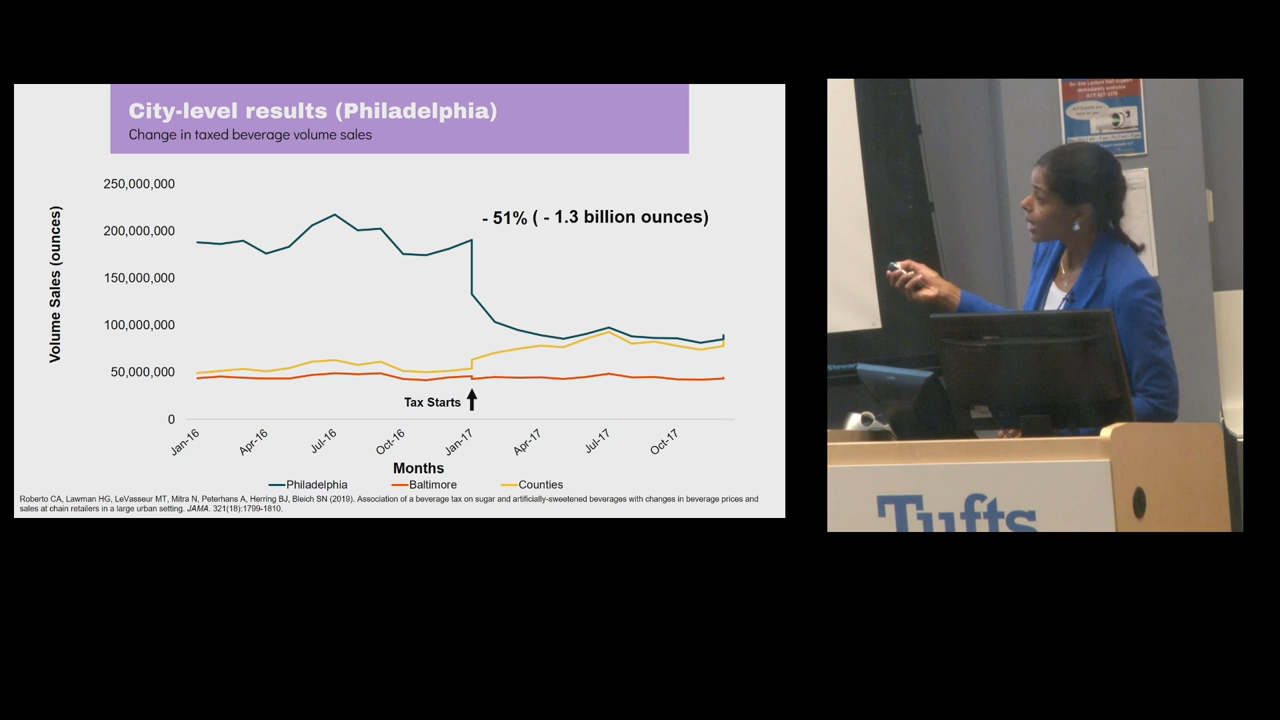 City-level results (Philadelphia)
Change in taxed beverage volume sales
250,000,000
200,000,000
150,000,000
100,000,000
50,000,000
0
Volume Sales (ounces)
- 51% ( - 1.3 billion ounces)
Tax Starts
Jan-16
Apr-16
Jul-16
Oct-16
Jan-17
Apr-17
Jul-17
Oct-17
Months
Philadelphia
Baltimore
Counties
Roberto CA, Lawman HG, LeVasseur MT, Mitra N, Peterhans A, Herring BJ, Bleich SN (2019). Association of a beverage tax on sugar and artificially-sweetened beverages with changes in beverage prices and
sales at chain retailers in a large urban setting. JAMA. 321(18):1799-1810.
Tufts